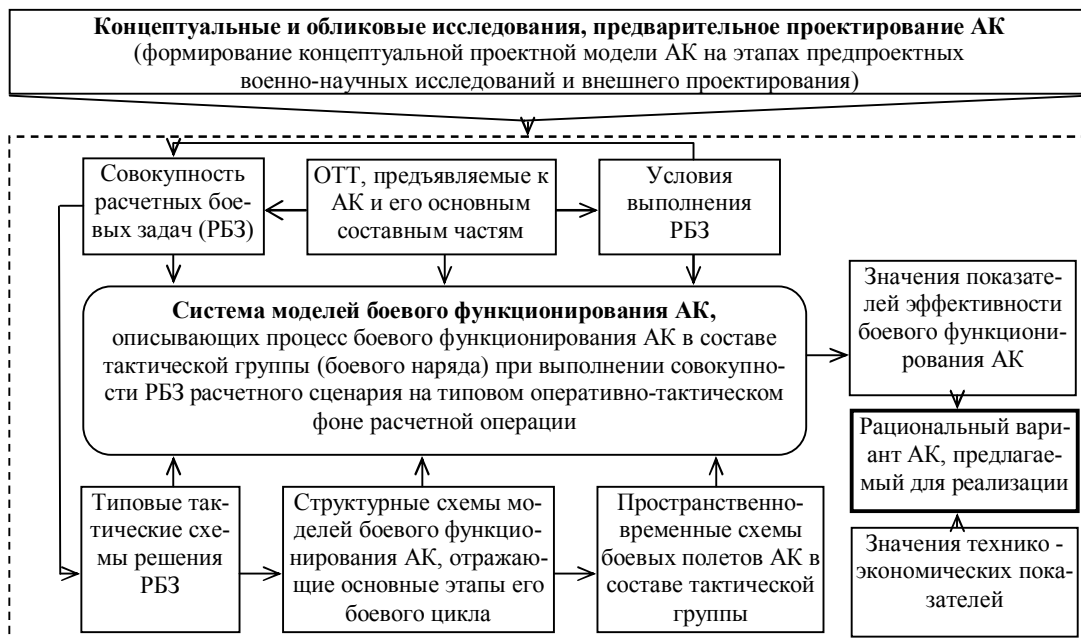 Концептуальные и обликовые исследования, предварительное проектирование АК
(формирование концептуальной проектной модели АК на этапах предпроектных
военно-научных исследований и внешнего проектирования)
Совокупность
расчетных бое-
вых задач (РБЗ)
ОТТ, предъявляемые к
АК и его основным
составным частям
Условия
выполнения
РБЗ
Система моделей боевого функционирования АК,
описывающих процесс боевого функционирования АК в составе
тактической группы (боевого наряда) при выполнении совокупно-
сти РБЗ расчетного сценария на типовом оперативно-тактическом
фоне расчетной операции
Значения показате-
лей эффективности
боевого функциони-
рования АК
Рациональный вари-
ант АК, предлагае-
мый для реализации
Типовые так-
тические схе-
мы решения
РБЗ
Структурные схемы мо-
делей боевого функцио-
нирования АК, отражаю-
щие основные этапы его
боевого цикла
Пространственно-
временные схемы
боевых полетов АК в
составе тактической
группы
Значения технико -
экономических пока-
зателей